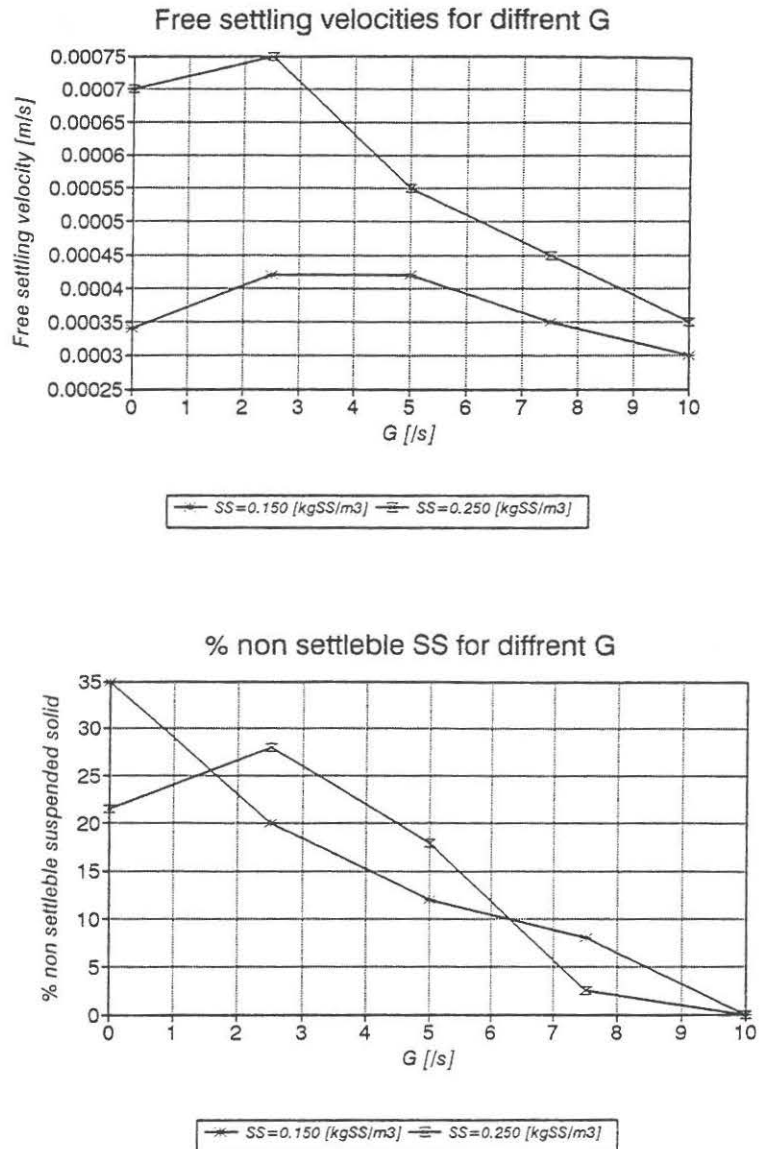 Free settling velocities for diffrent G
Free settling velocity [m/s]
0.00075
0.0007
0.00065
0.0006
0.00055
0.0005
0.00045
0.0004
0.00035
0.0003
0.00025
0 1 2 3 4 5 6 7 8 9 10
G [/s]
SS=0.150 [kgSS/m3] SS=0.250 [kgSS/m3]
% non settleble SS for diffrent G
% non settleble suspended solid
35
30
25
20
15
10
5
0
0 1 2 3 4 5 6 7 8 9 10
G [/s]
SS=0.150 [kgSS/m3] SS=0.250 [kgSS/m3]